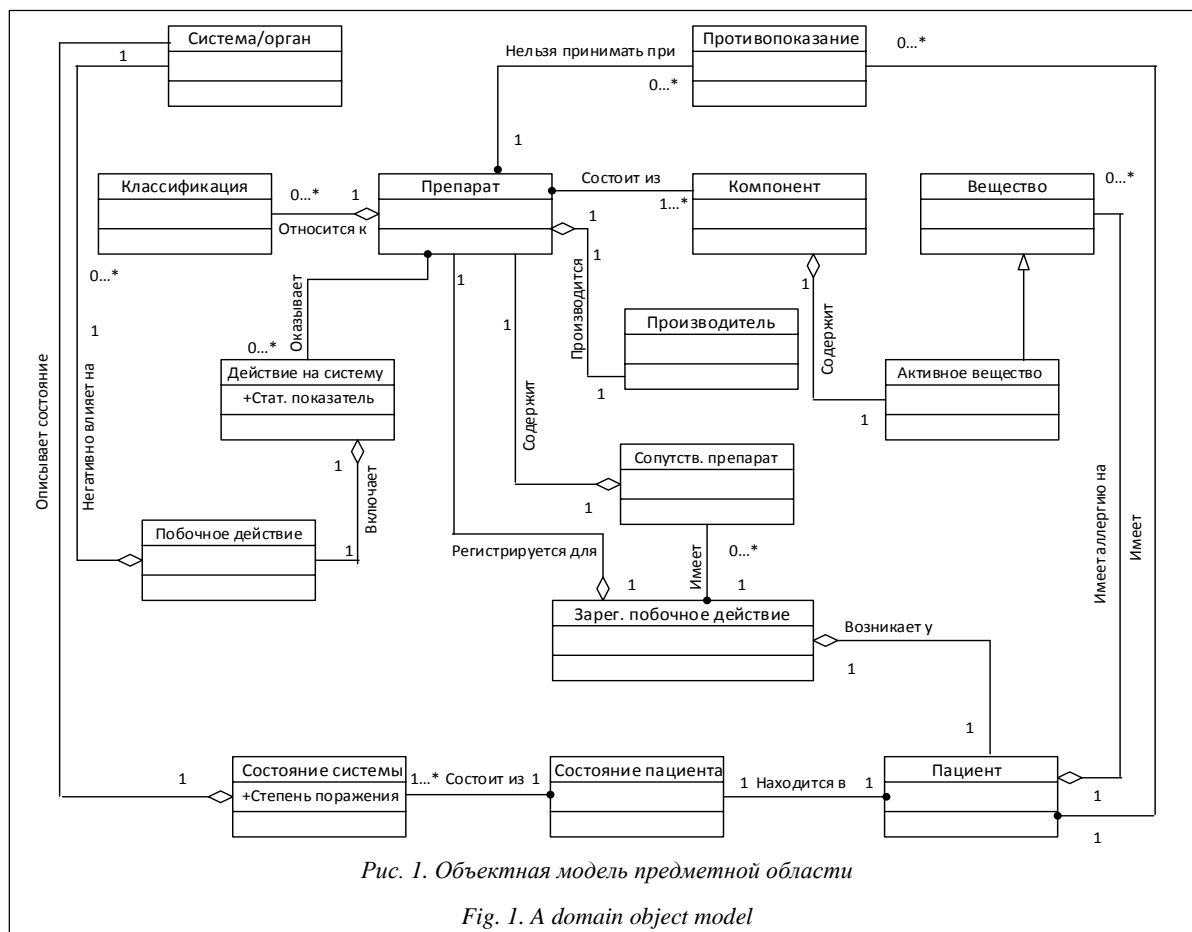 Система/орган
1
1
Нельзя принимать при
0...*
1
Противопоказание
0...*
Классификация
0...*
1
Относится к
Препарат
Состоит из
1...*
Компонент
Вещество
0...*
0...*
1
Оказывает
0...*
1
1
1
1
Производится
1
Производитель
1
Содержит
1
Активное вещество
Описывает состояние
Негативно влияет на
Действие на систему
+Стат. показатель
1
Включает
1
Побочное действие
Содержит
Сопутств. препарат
1
Регистрируется для
1
Имеет
0...*
1
Зарег. побочное действие
Возникает у
1
1
Имеет аллергию на
Имеет
1
Состояние системы
+Степень поражения
1...*
Состоит из
1
Состояние пациента
1
Находится в
1
Пациент
1
1
Рис. 1. Объектная модель предметной области
Fig. 1. A domain object model